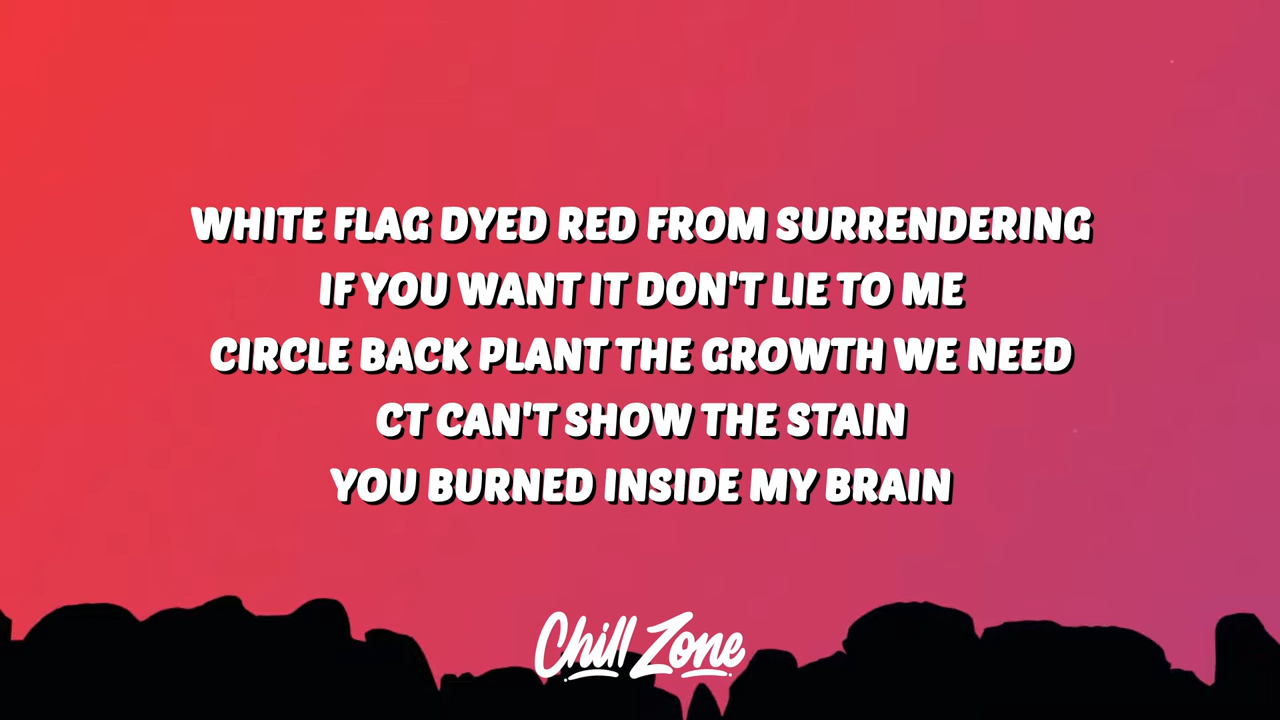 WHITE FLAG DYED RED FROM SURRENDERING
IF YOU WANT IT DON'T LIE TO ME
CIRCLE BACK PLANT THE GROWTH WE NEED
CT CAN'T SHOW THE STAIN
YOU BURNED INSIDE MY BRAIN
Chill Zone